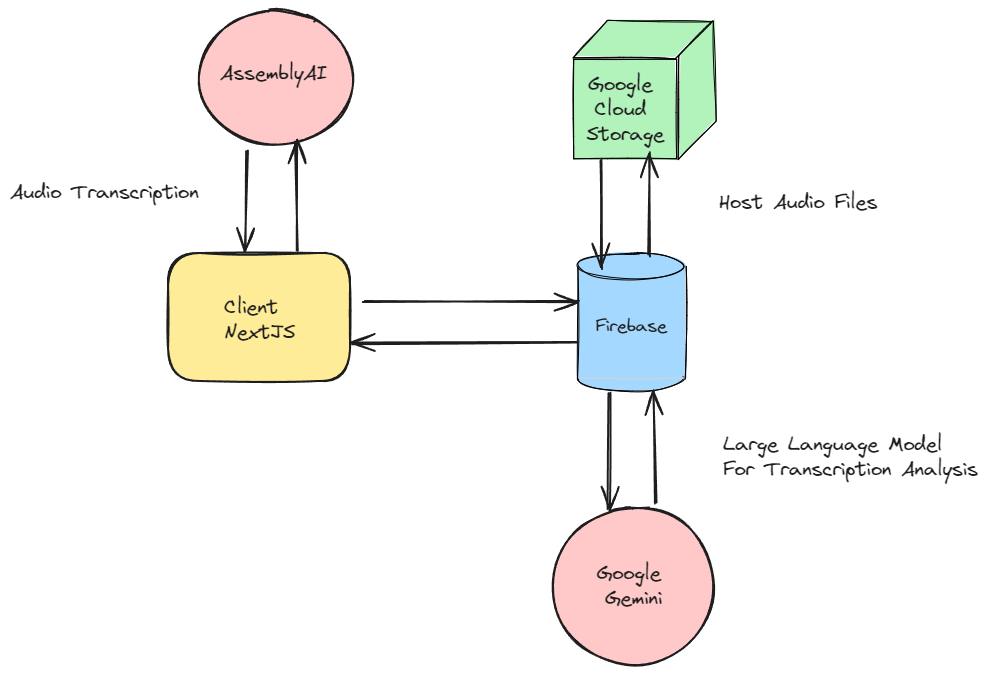 AssemblyAI
Google
Cloud
Storage
Audio Transcription
Host Audio Files
Client
NextJS
Firebase
Large Language Model
For Transcription Analysis
Google
Gemini